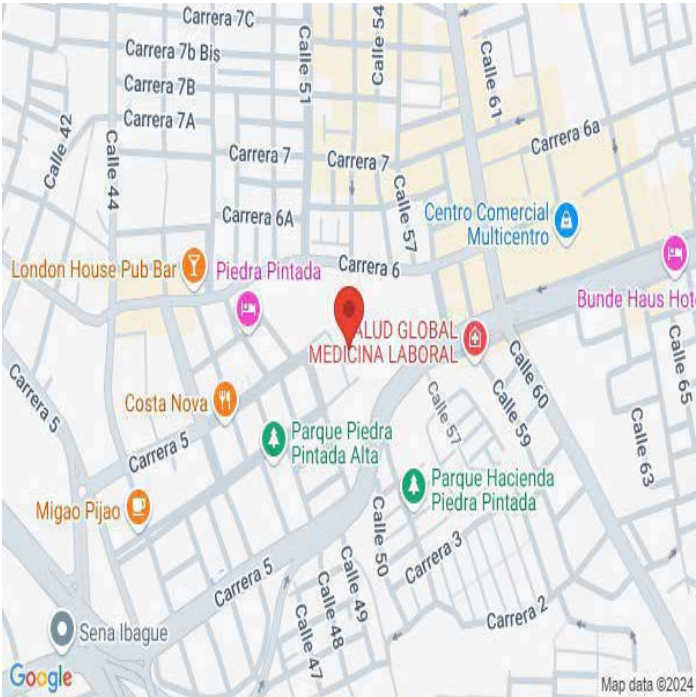 Carrera 7C
Calle 54
Carrera 7b Bis
Calle 51
Calle 61
Carrera 7B
Carrera 7A
Calle 42
Calle 44
Carrera 6a
Carrera 7
Carrera 7
Calle 57
Carrera 6A
Centro Comercial
Multicentro
London House Pub Bar
Piedra Pintada
Carrera 6
Bunde Haus Hot
ALUD GLOBAL
MEDICINA LABORAL
Calle 60
Calle 65
Carrera 5
Costa Nova
Calle 57
Calle 59
Calle 63
Carrera 5
Parque Piedra
Pintada Alta
Parque Hacienda
Piedra Pintada
Migao Pijao
Calle 50
Carrera 3
Carrera 5
Calle 49
Calle 48
Calle 47
Carrera 2
Sena Ibague
Google
Map data ©2024